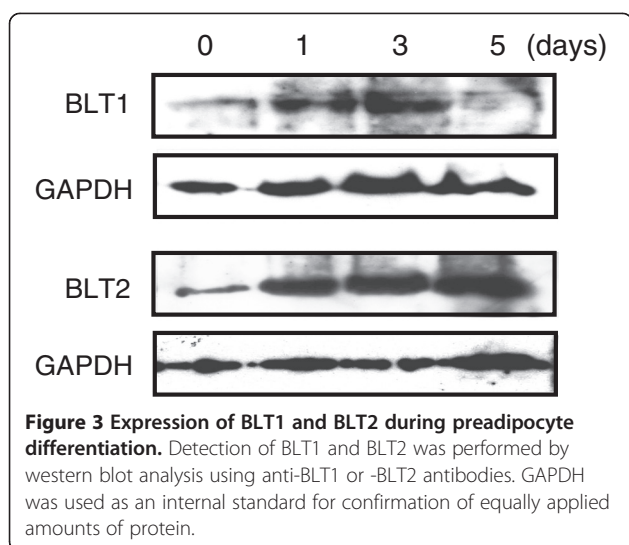 0 1 3 5 (days)
BLT1
GAPDH
BLT2
GAPDH
Figure 3 Expression of BLT1 and BLT2 during preadipocyte
differentiation. Detection of BLT1 and BLT2 was performed by
western blot analysis using anti-BLT1 or -BLT2 antibodies. GAPDH
was used as an internal standard for confirmation of equally applied
amounts of protein.